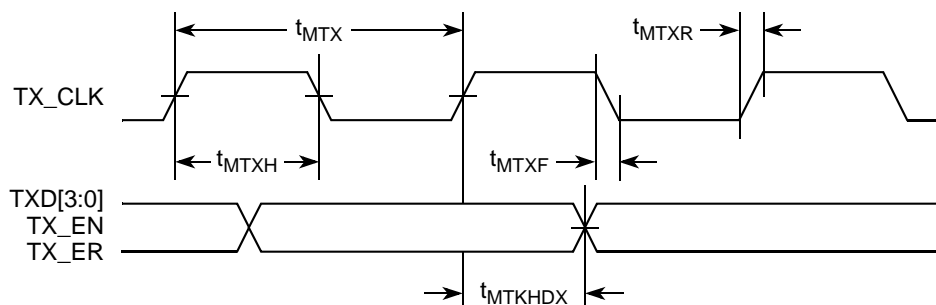 tMTX
tMTXR
TX_CLK
tMTXH
tMTXF
TXD[3:0]
TX_EN
TX_ER
tMTKHDX